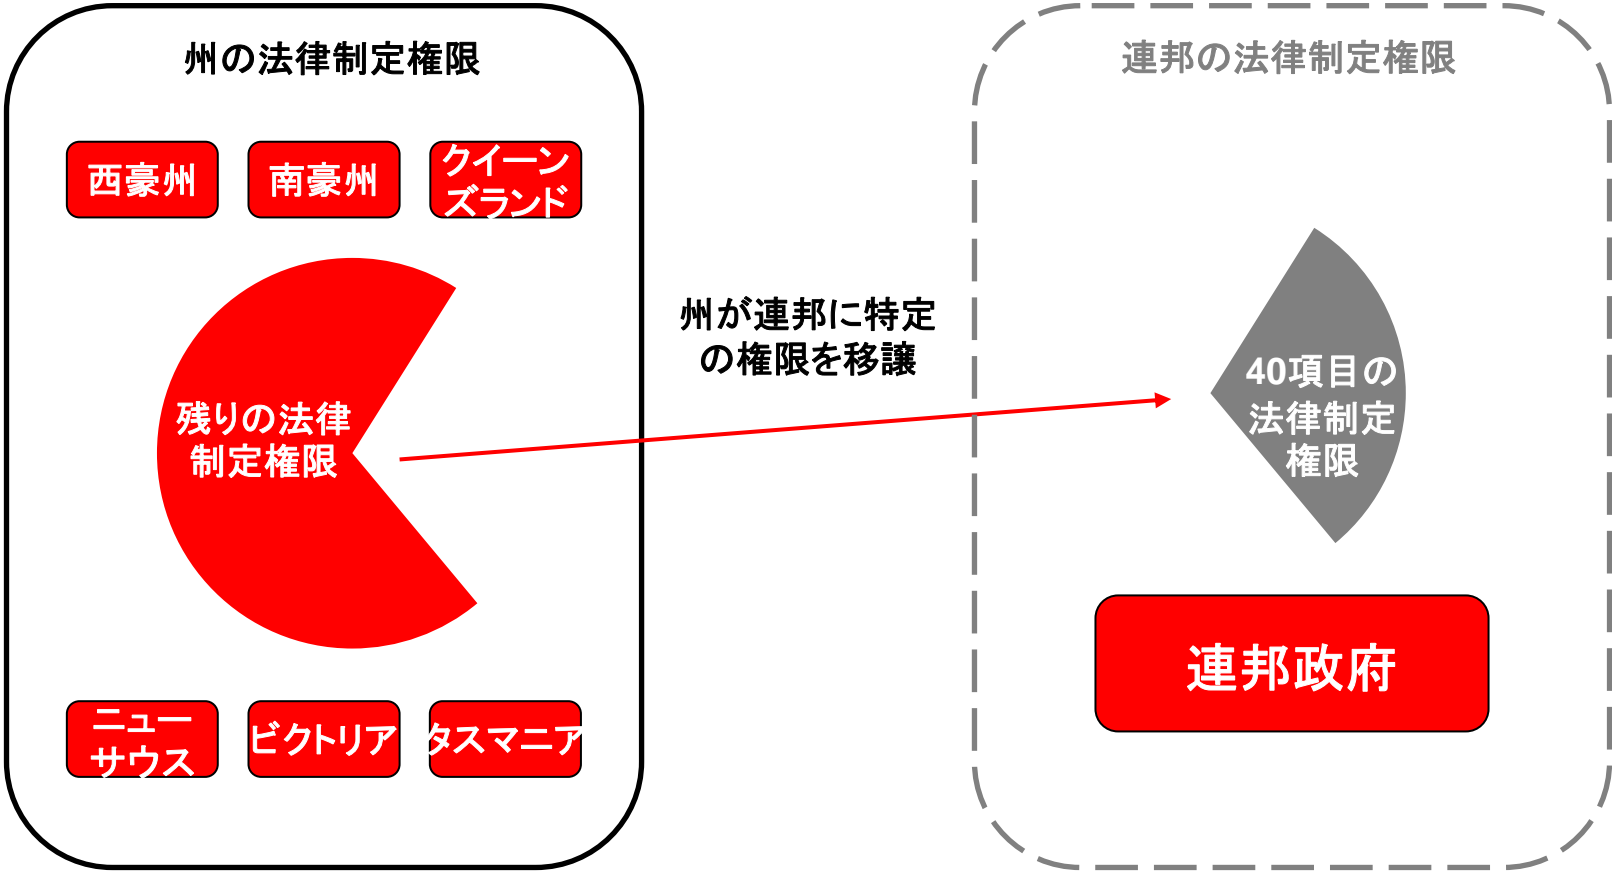 州の法律制定権限
西豪州
南豪州
クイーン
ズランド
残りの法律
制定権限
ニュー
サウス
ビクトリア
タスマニア
州が連邦に特定
の権限を移譲
連邦の法律制定権限
40項目の
法律制定
権限
連邦政府